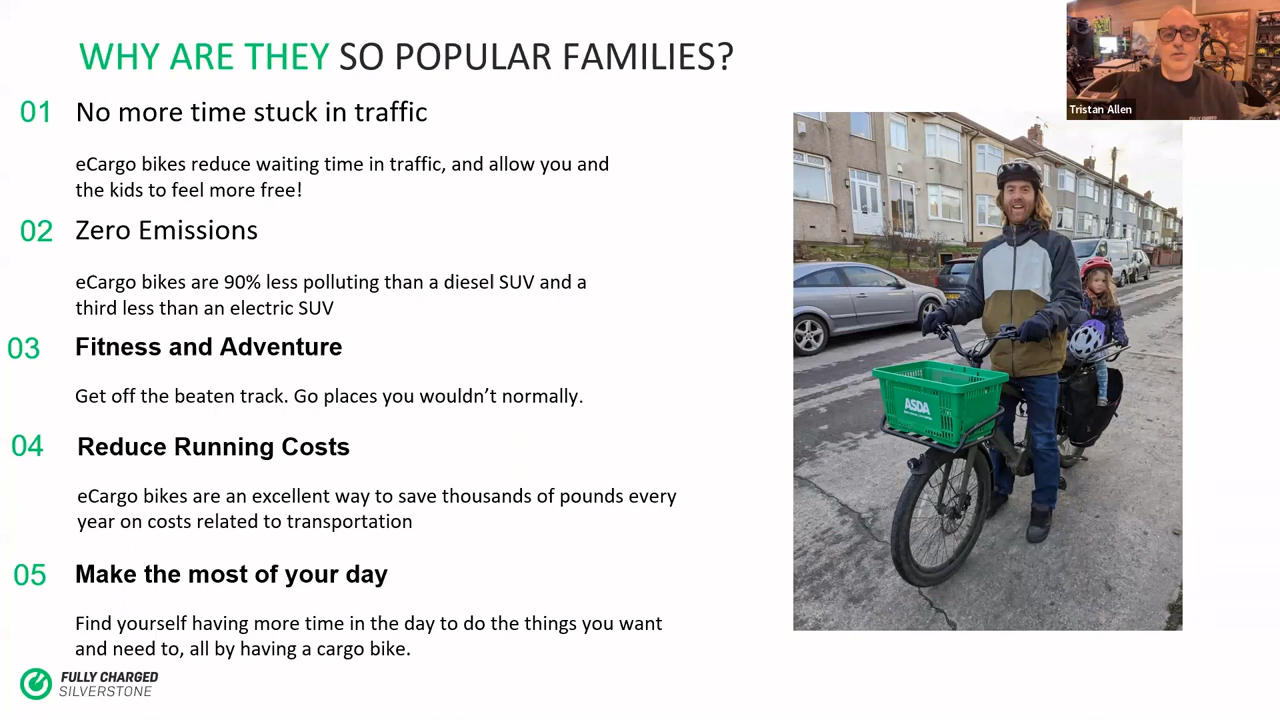 WHY ARE THEY SO POPULAR FAMILIES?
01 No more time stuck in traffic
eCargo bikes reduce waiting time in traffic, and allow you and
the kids to feel more free!
02 Zero Emissions
eCargo bikes are 90% less polluting than a diesel SUV and a
third less than an electric SUV
03 Fitness and Adventure
Get off the beaten track. Go places you wouldn’t normally.
04 Reduce Running Costs
eCargo bikes are an excellent way to save thousands of pounds every
year on costs related to transportation
05 Make the most of your day
Find yourself having more time in the day to do the things you want
and need to, all by having a cargo bike.
FULLY CHARGED
SILVERSTONE
Tristan Allen
FULLY CHARGED
ASDA